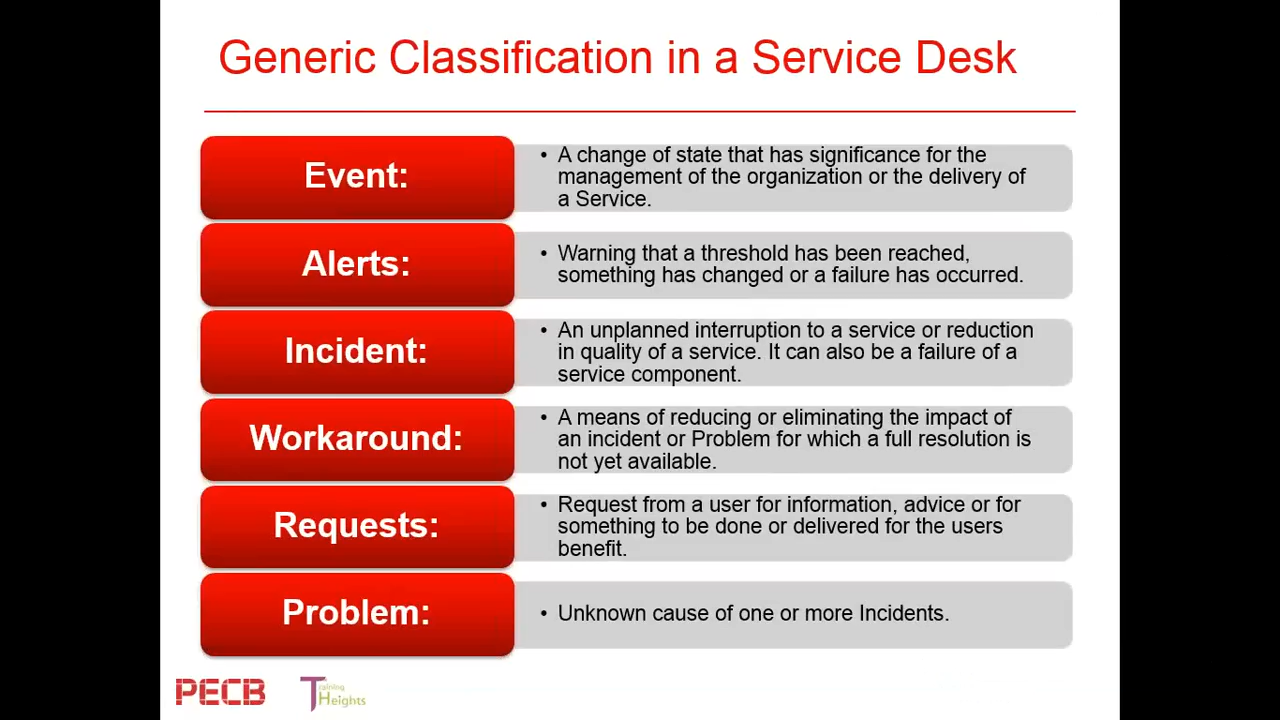 Generic Classification in a Service Desk
Event:
• A change of state that has significance for the
management of the organization or the delivery of
a Service.
Alerts:
• Warning that a threshold has been reached,
something has changed or a failure has occurred.
Incident:
• An unplanned interruption to a service or reduction
in quality of a service. It can also be a failure of a
service component.
Workaround:
• A means of reducing or eliminating the impact of
an incident or Problem for which a full resolution is
not yet available.
Requests:
• Request from a user for information, advice or for
something to be done or delivered for the users
benefit.
Problem:
• Unknown cause of one or more Incidents.
PECB
Training
Heights